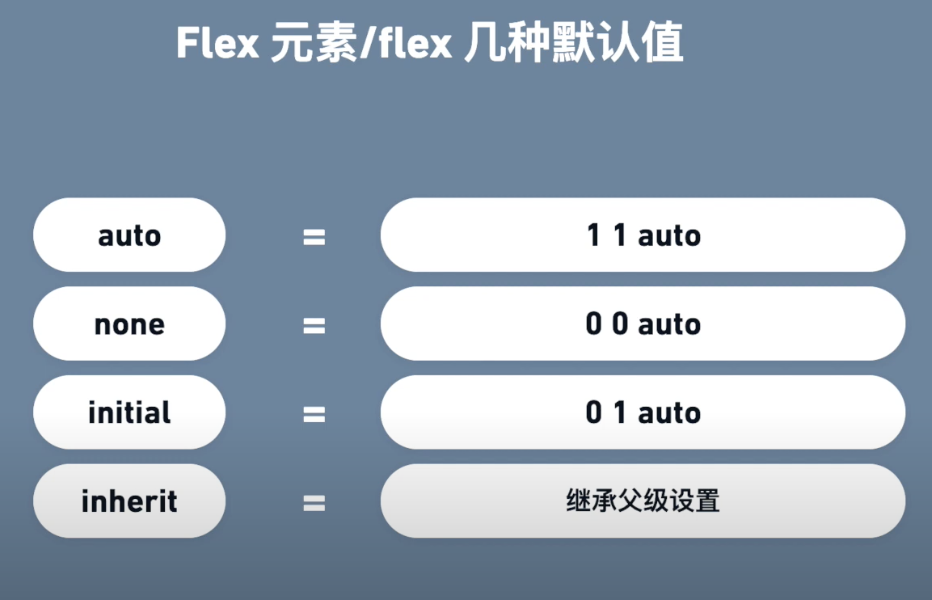 Flex 元素/flex 几种默认值
auto = 1 1 auto
none = 0 0 auto
initial = 0 1 auto
inherit = 继承父级设置